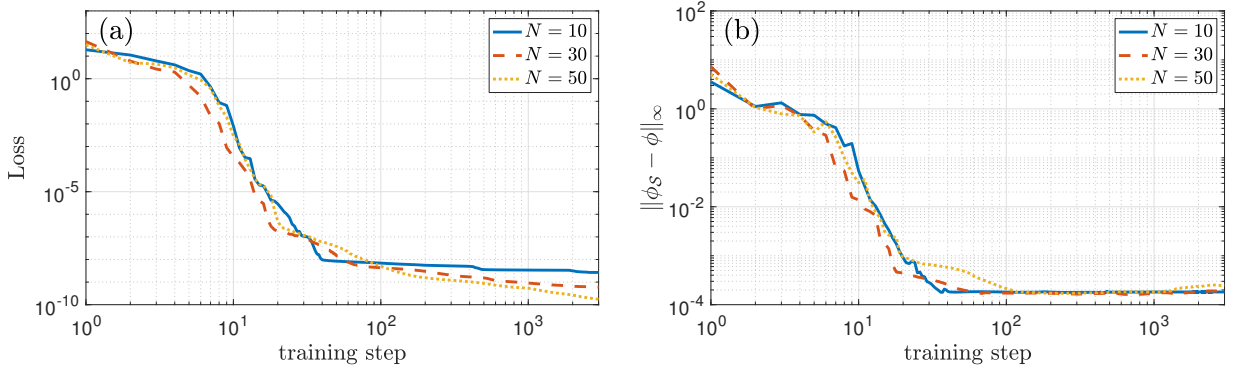 (a)
N = 10
N = 30
N = 50
Loss
10^0
10^-5
10^-10
10^0
10^1
10^2
10^3
training step
(b)
N = 10
N = 30
N = 50
‖ϕ_𝒮 − ϕ‖_∞
10^2
10^0
10^-2
10^-4
10^0
10^1
10^2
10^3
training step